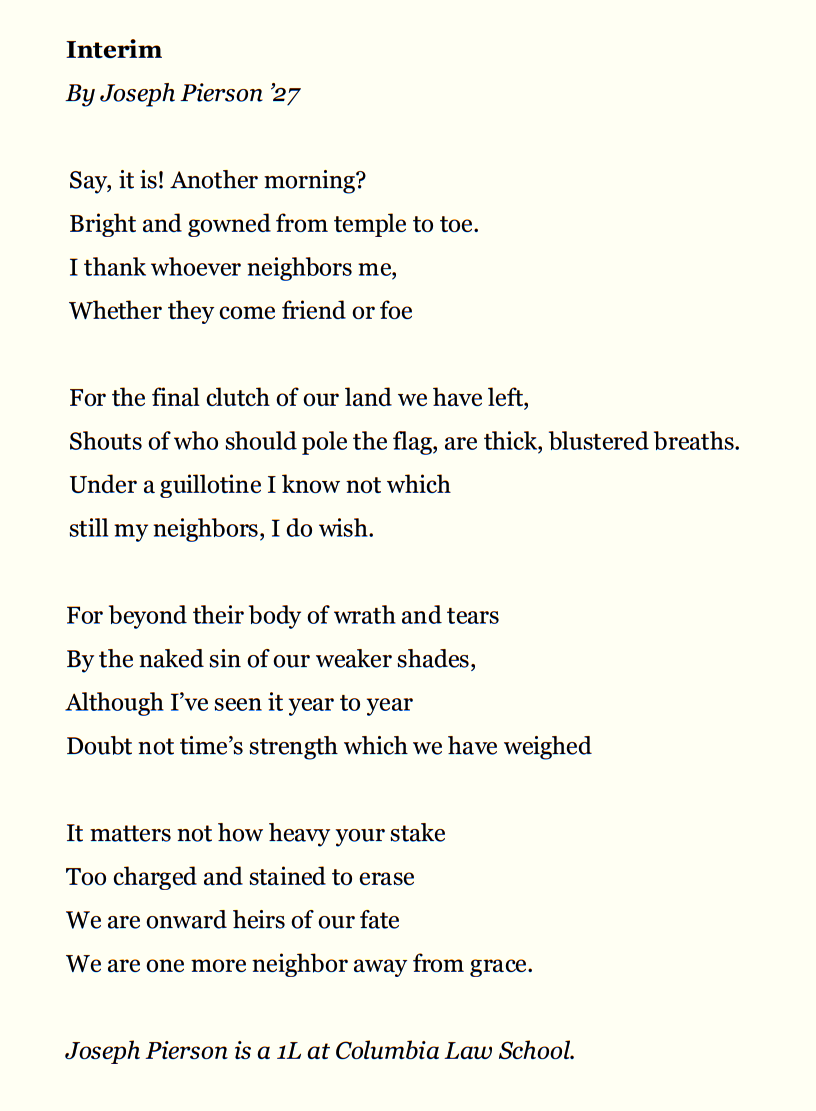 Interim
By Joseph Pierson ’27
Say, it is! Another morning?
Bright and gowned from temple to toe.
I thank whoever neighbors me,
Whether they come friend or foe
For the final clutch of our land we have left,
Shouts of who should pole the flag, are thick, blustered breaths.
Under a guillotine I know not which
still my neighbors, I do wish.
For beyond their body of wrath and tears
By the naked sin of our weaker shades,
Although I’ve seen it year to year
Doubt not time’s strength which we have weighed
It matters not how heavy your stake
Too charged and stained to erase
We are onward heirs of our fate
We are one more neighbor away from grace.
Joseph Pierson is a 1L at Columbia Law School.